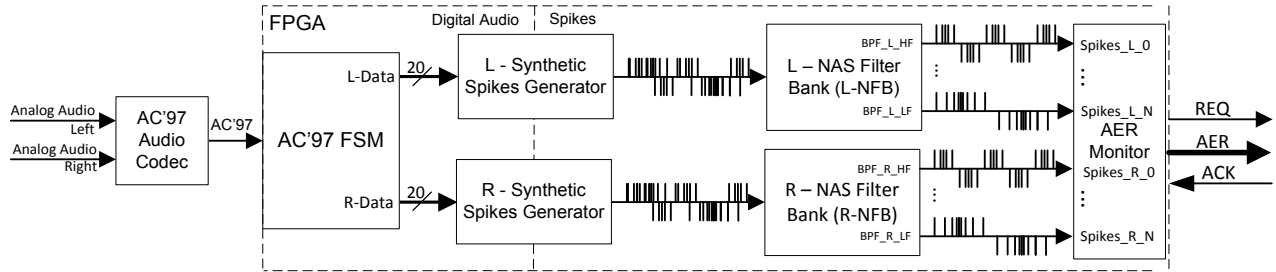 FPGA
Digital Audio
Spikes
Analog Audio
Left
Analog Audio
Right
AC'97
Audio
Codec
AC'97
AC'97 FSM
L-Data
R-Data
20
20
L - Synthetic
Spikes Generator
R - Synthetic
Spikes Generator
L – NAS Filter
Bank (L-NFB)
BPF_L_HF
...
BPF_L_LF
R – NAS Filter
Bank (R-NFB)
BPF_R_HF
...
BPF_R_LF
Spikes_L_0
...
Spikes_L_N
AER
Monitor
Spikes_R_0
...
Spikes_R_N
REQ
AER
ACK